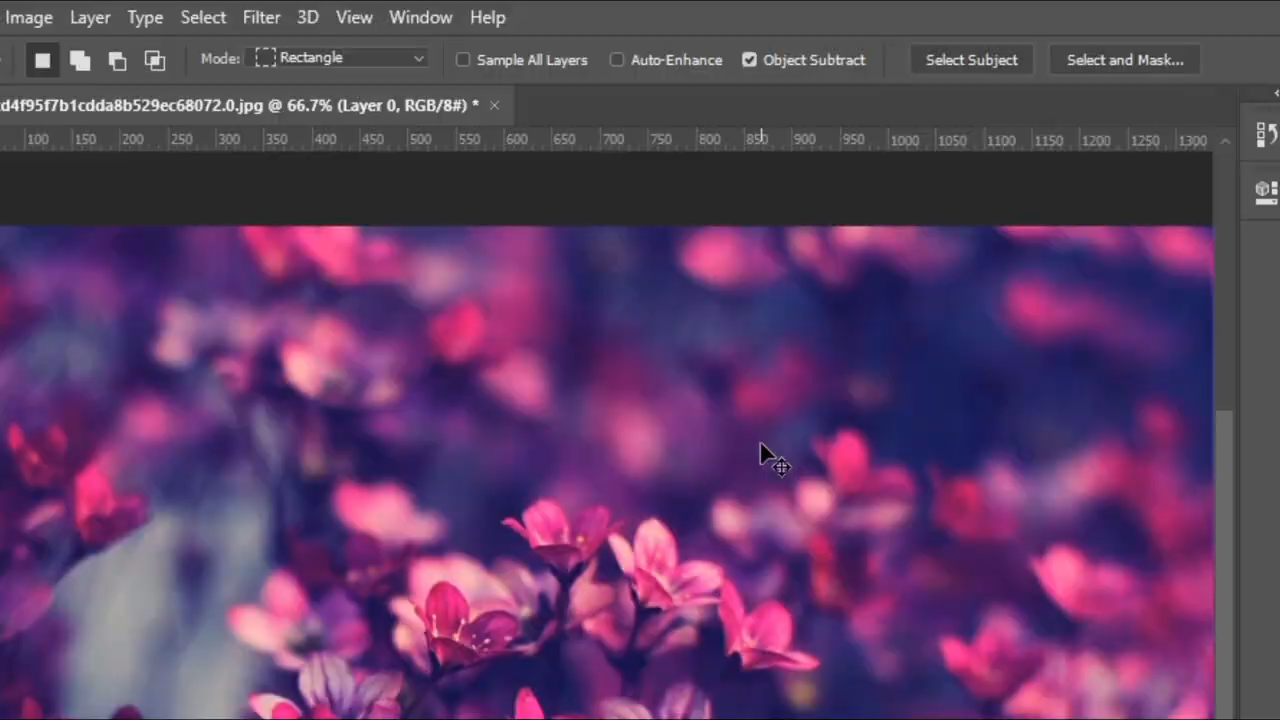 Image Layer Type Select Filter 3D View Window Help
Mode: Rectangle Sample All Layers Auto-Enhance Object Subtract Select Subject Select and Mask...
d4f95f7b1cdda8b529ec68072.0.jpg @ 66.7% (Layer 0, RGB/8#) *
100 150 200 250 300 350 400 450 500 550 600 650 700 750 800 850 900 950 1000 1050 1100 1150 1200 1250 1300